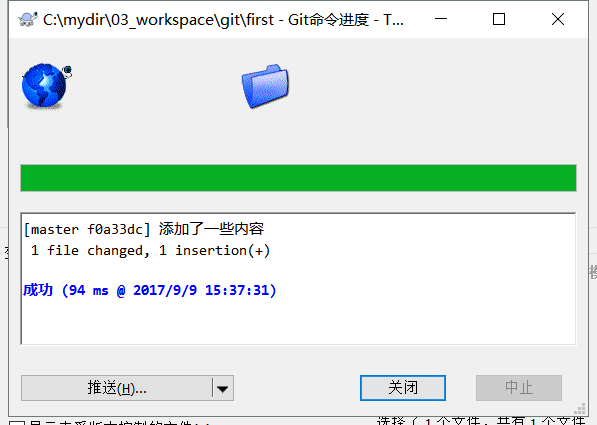 C:\mydir\03_workspace\git\first - Git命令进度 - T...
[master f0a33dc] 添加了一些内容
1 file changed, 1 insertion(+)
成功 (94 ms @ 2017/9/9 15:37:31)
推送(H)...
关闭
中止